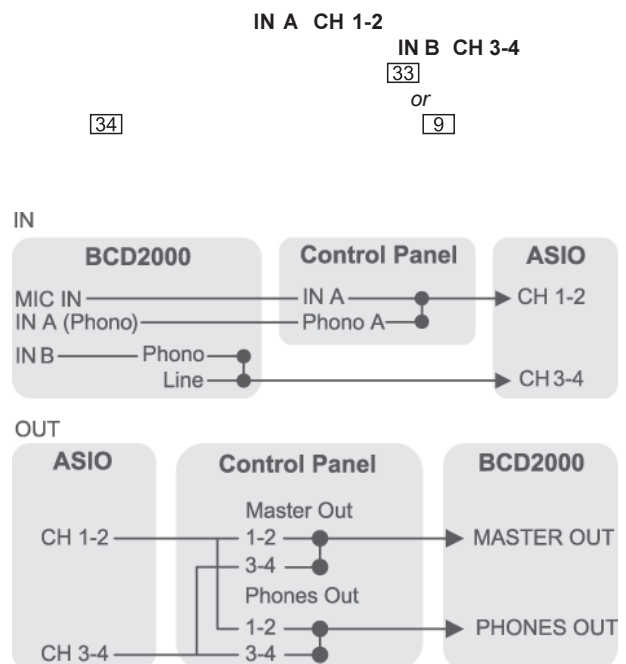 IN A CH 1-2
IN B CH 3-4
33
or
34 9
IN
BCD2000 Control Panel ASIO
MIC IN IN A CH 1-2
IN A (Phono) Phono A
IN B Phono
Line CH 3-4
OUT
ASIO Control Panel BCD2000
Master Out
CH 1-2 1-2 MASTER OUT
3-4
Phones Out
1-2 PHONES OUT
CH 3-4 3-4